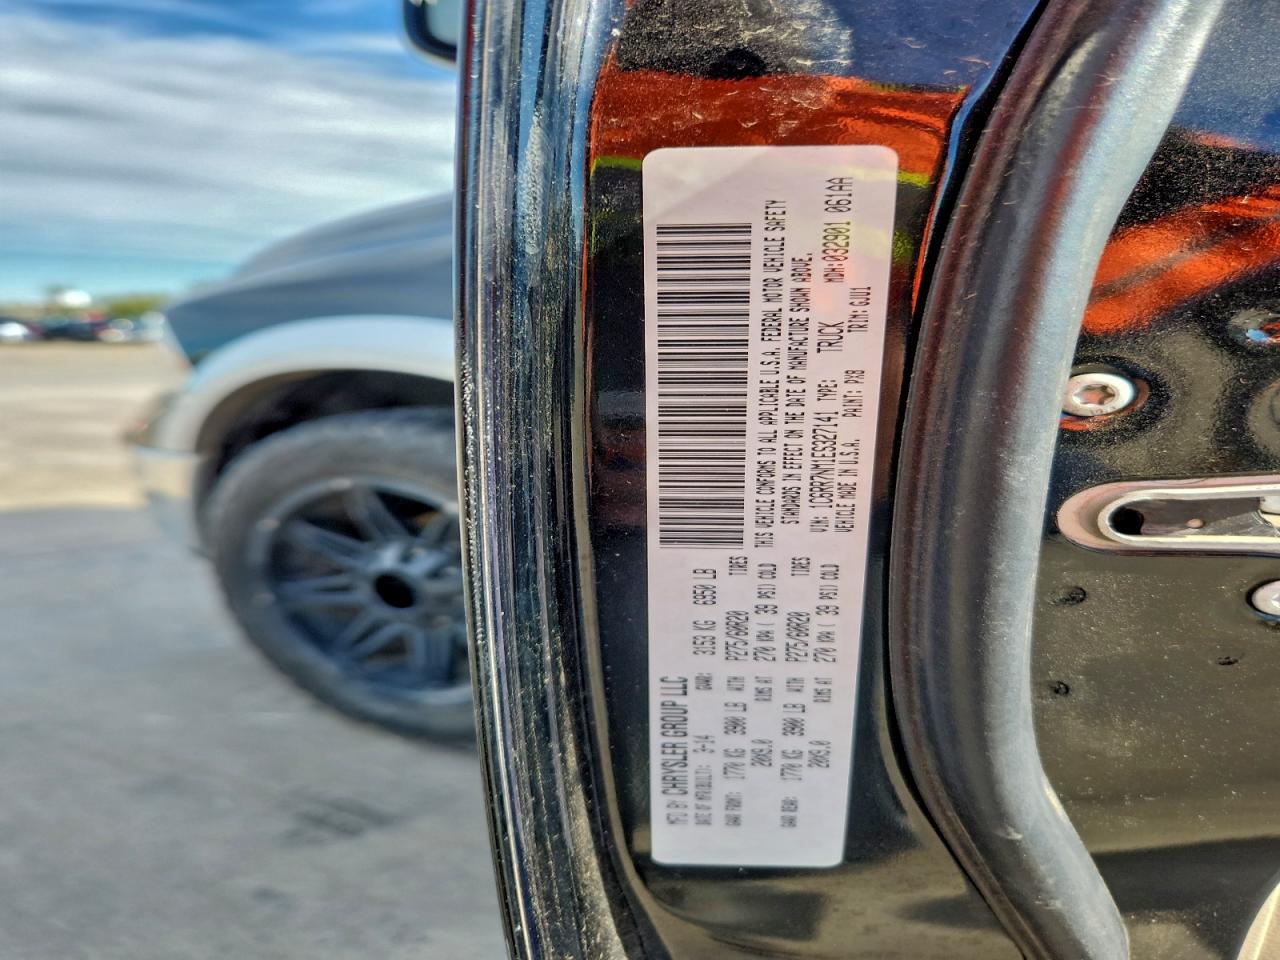 MFD BY: CHRYSLER GROUP LLC
DATE OF MFR(BUILT): 3-14 GVWR: 3153 KG 6950 LB
GAWR FRONT: 1770 KG 3900 LB WITH P275/60R20 TIRES
20X9.0 RIMS AT 270 KPA ( 39 PSI) COLD
GAWR REAR: 1770 KG 3900 LB WITH P275/60R20 TIRES
20X9.0 RIMS AT 270 KPA ( 39 PSI) COLD
THIS VEHICLE CONFORMS TO ALL APPLICABLE U.S.A. FEDERAL MOTOR VEHICLE SAFETY
STANDARDS IN EFFECT ON THE DATE OF MANUFACTURE SHOWN ABOVE.
VIN: 1C6RR7NM1ES327141 TYPE: TRUCK MDH:032901 061AA
VEHICLE MADE IN U.S.A. PAINT: PX8 TRIM: GJU1